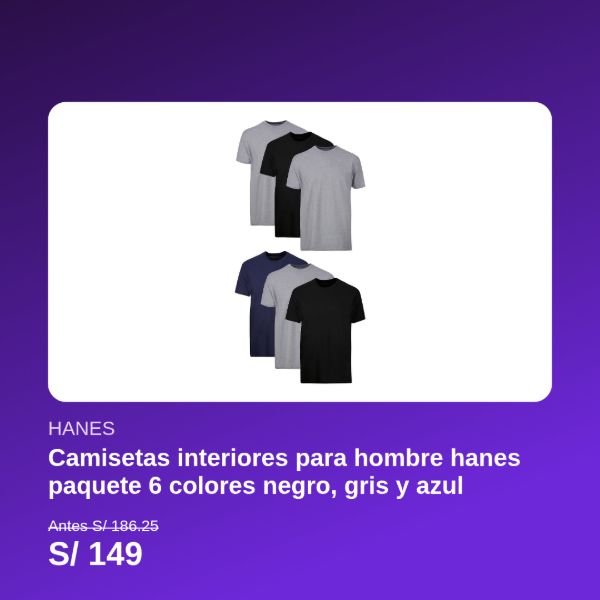 HANES
Camisetas interiores para hombre hanes
paquete 6 colores negro, gris y azul
Antes S/ 186.25
S/ 149